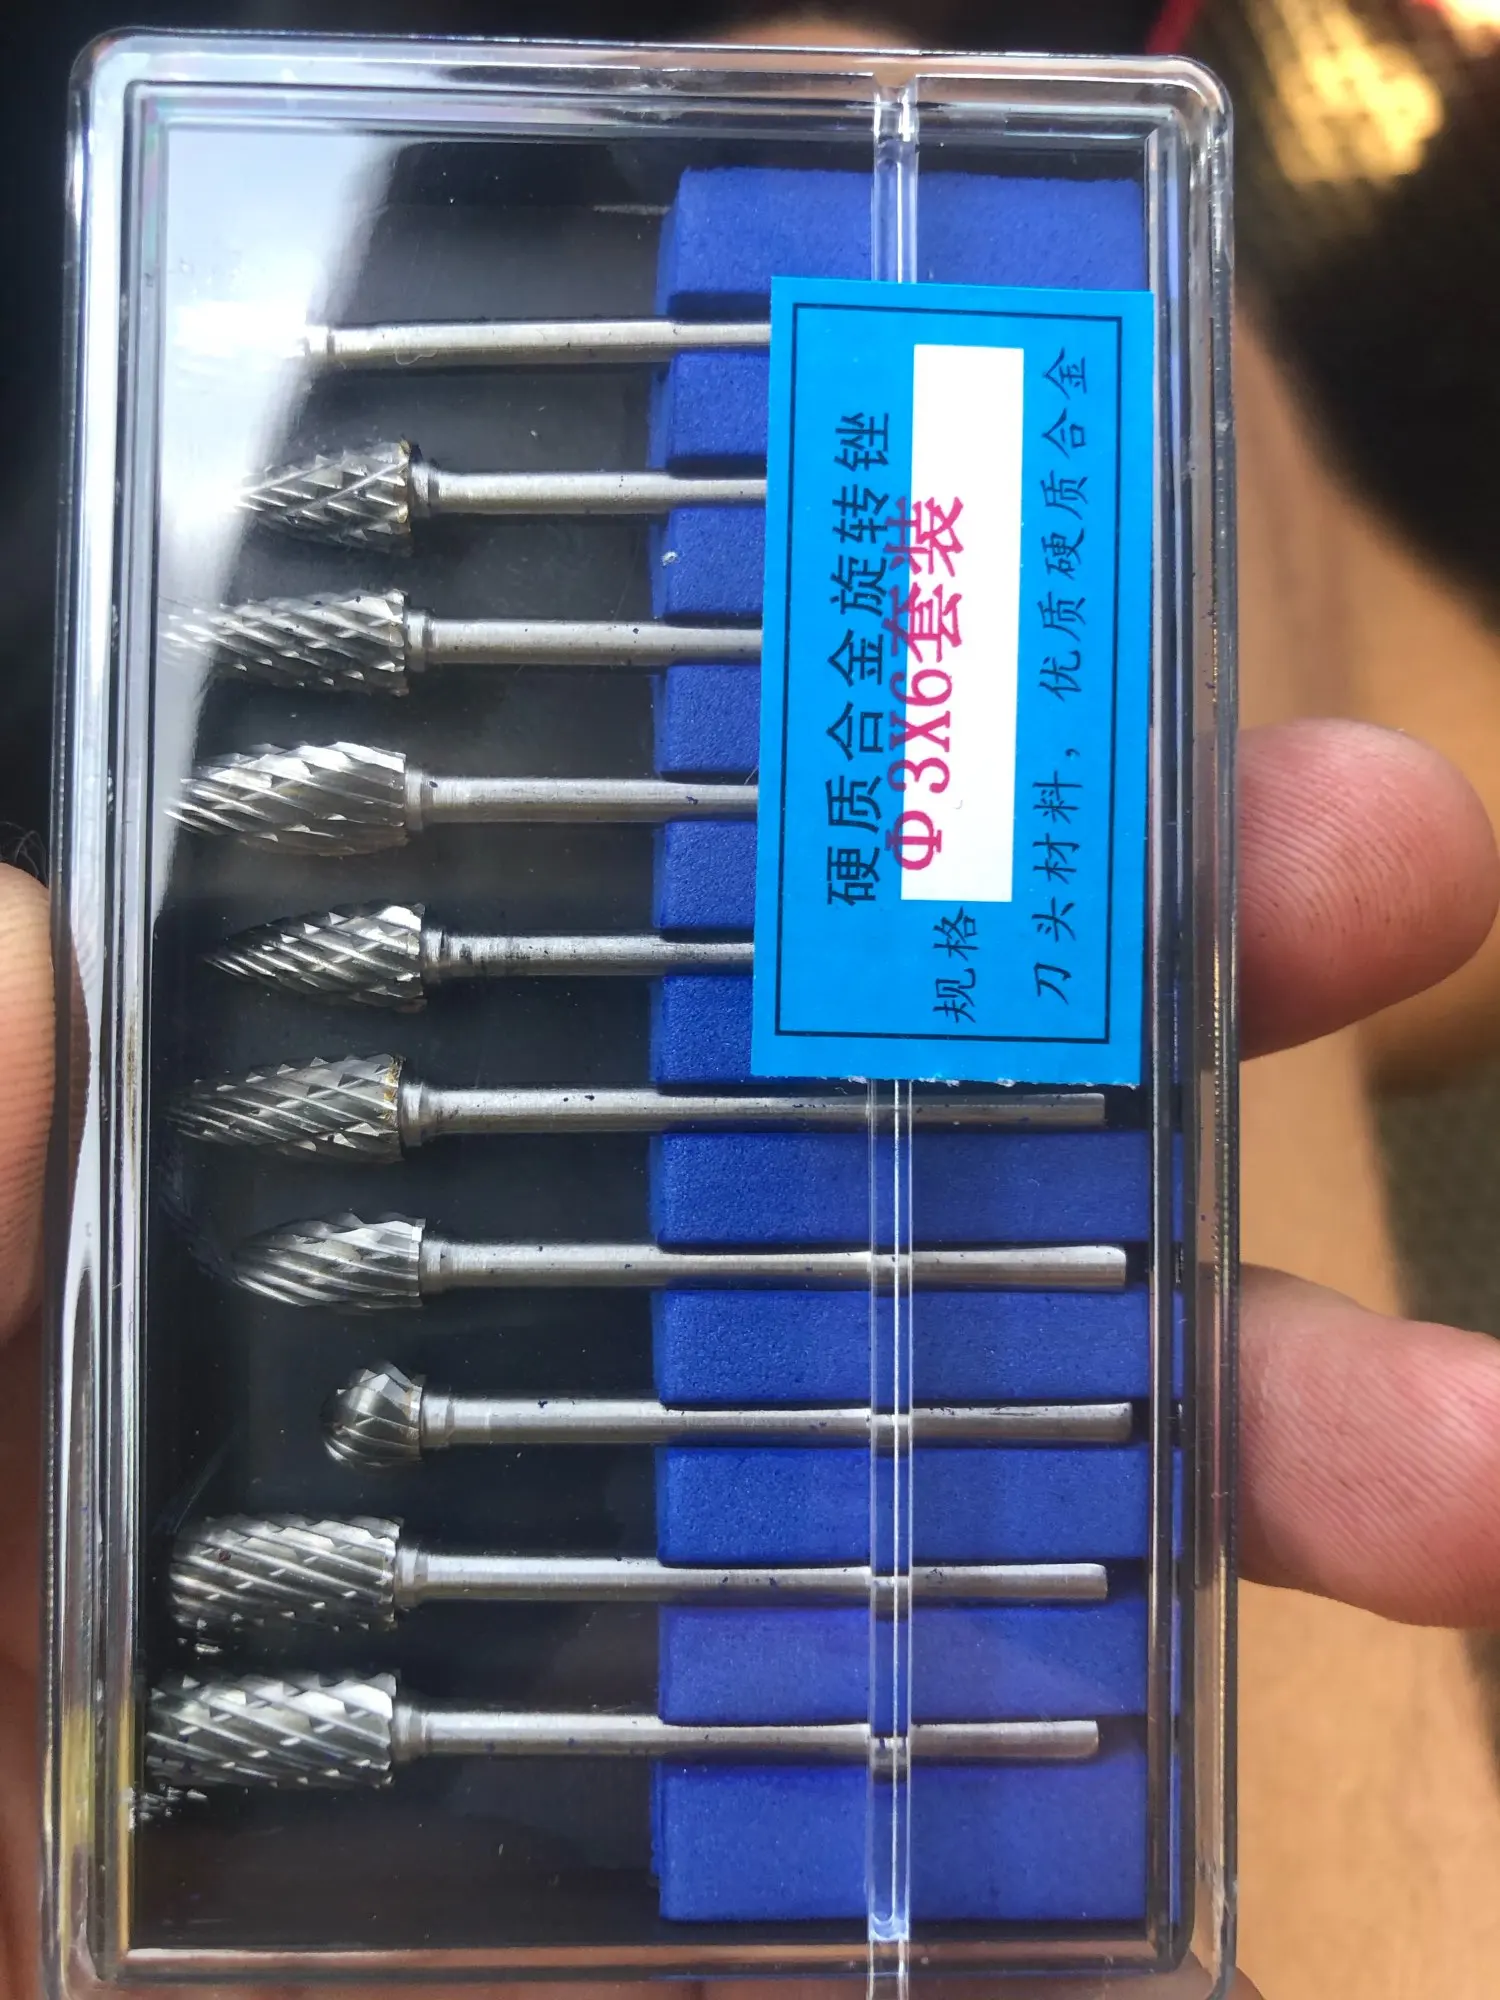 硬质合金旋转锉
规格 Φ3X6套装
刀头材料，优质硬质合金